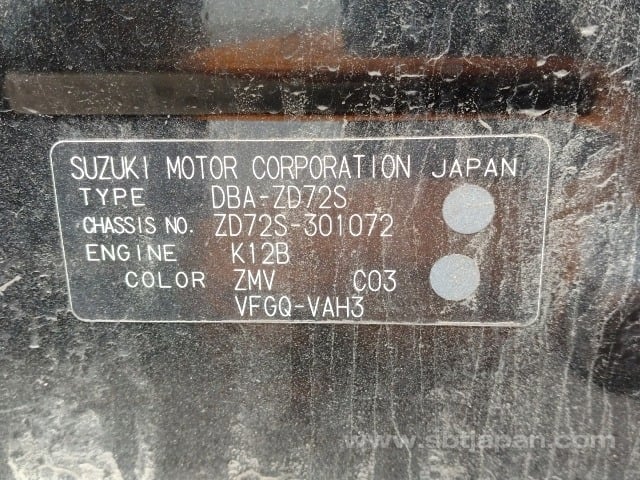 SUZUKI MOTOR CORPORATION JAPAN
TYPE DBA-ZD72S
CHASSIS NO. ZD72S-301072
ENGINE K12B
COLOR ZMV C03
VFGQ-VAH3
www.sbtjapan.com